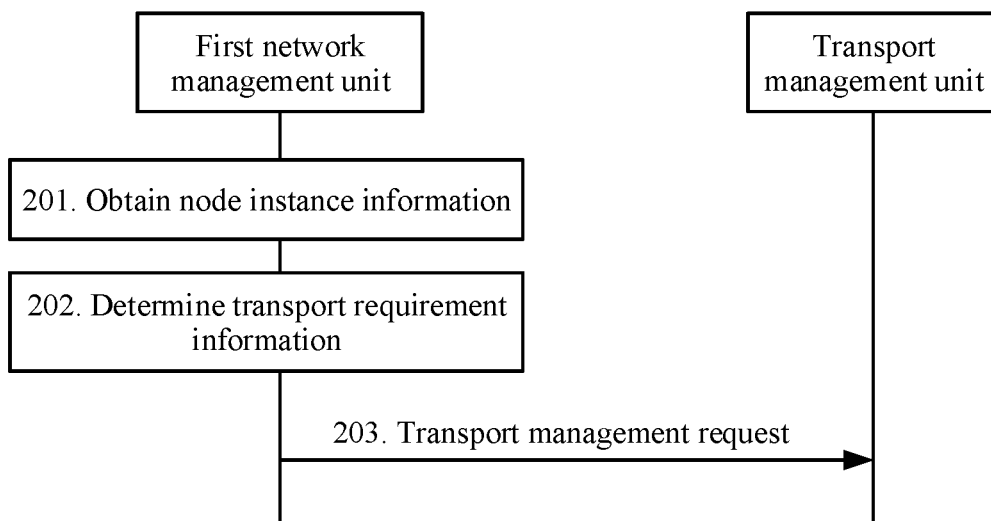 First network
management unit
Transport
management unit
201. Obtain node instance information
202. Determine transport requirement
information
203. Transport management request